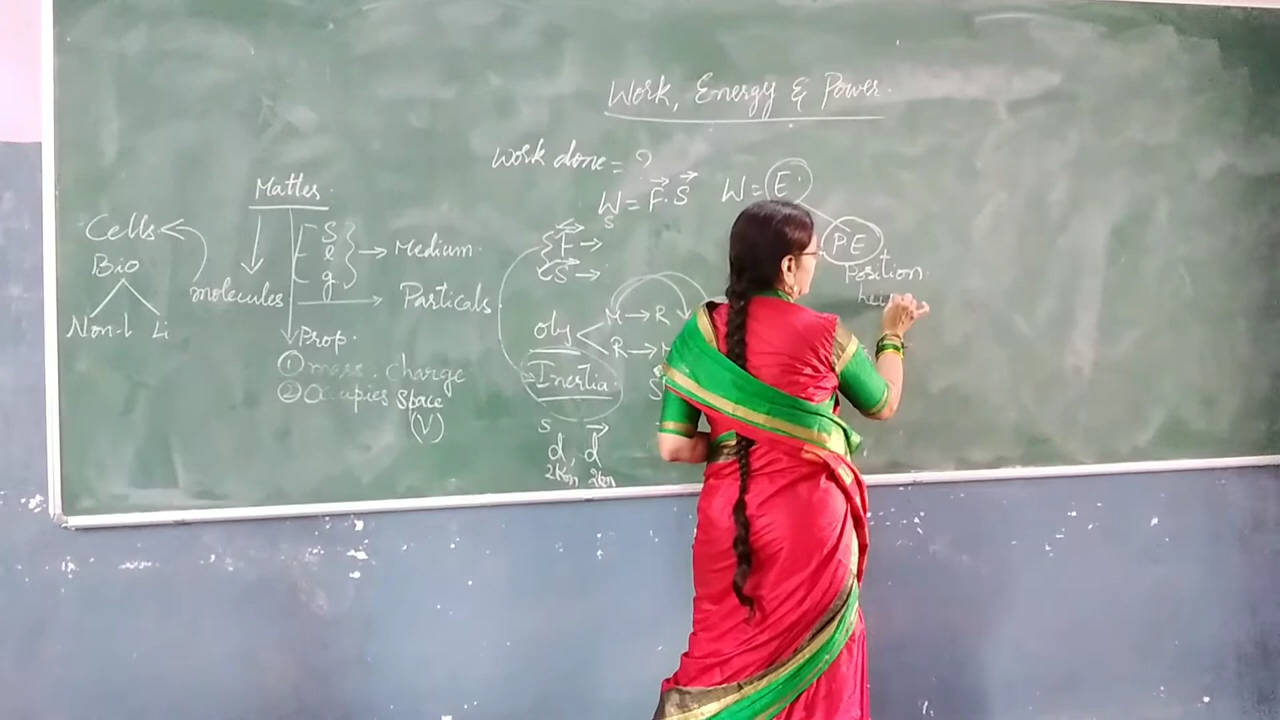 Work, Energy & Power.
Work done = ?
W = F⃗ . S⃗
S
W = E
PE
Position
F →
S →
Matter
S
l
g
→ Medium.
molecules → Particals
Prop.
① mass, charge
② Occupies space
(V)
Cells
Bio
Non-l Li
obj
M → R
R →
Inertia
S
d, d⃗
2km 2km